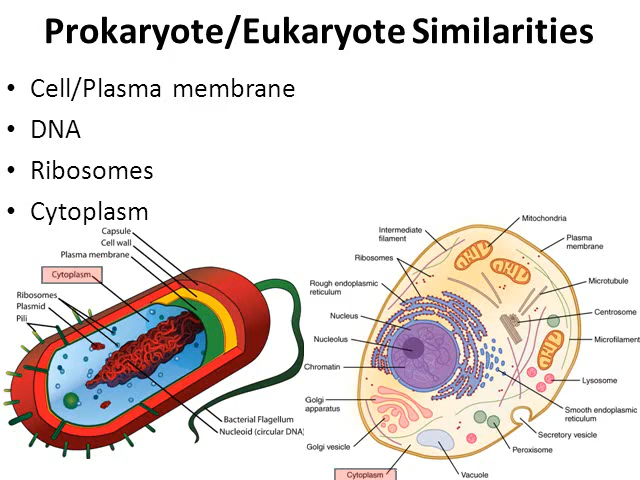 Prokaryote/Eukaryote Similarities
• Cell/Plasma membrane
• DNA
• Ribosomes
• Cytoplasm
Capsule
Cell wall
Plasma membrane
Cytoplasm
Ribosomes
Plasmid
Pili
Bacterial Flagellum
Nucleoid (circular DNA)
Mitochondria
Intermediate
filament
Plasma
membrane
Ribosomes
Rough endoplasmic
reticulum
Microtubule
Nucleus
Centrosome
Nucleolus
Microfilament
Chromatin
Lysosome
Golgi
apparatus
Smooth endoplasmic
reticulum
Golgi vesicle
Secretory vesicle
Peroxisome
Cytoplasm
Vacuole